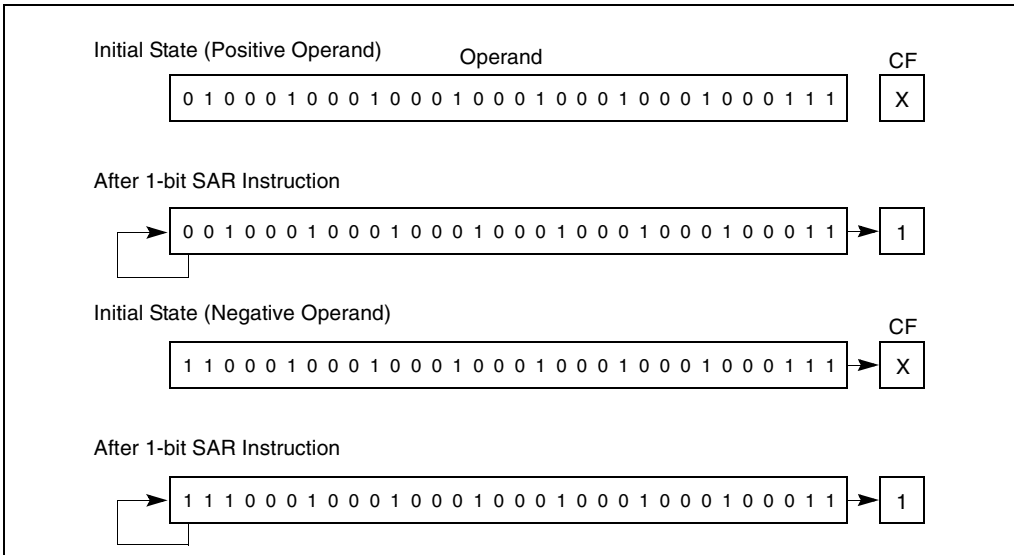 Initial State (Positive Operand)
Operand
CF
0 1 0 0 0 1 0 0 0 1 0 0 0 1 0 0 0 1 0 0 0 1 0 0 0 1 0 0 0 1 1 1
X
After 1-bit SAR Instruction
0 0 1 0 0 0 1 0 0 0 1 0 0 0 1 0 0 0 1 0 0 0 1 0 0 0 1 0 0 0 1 1
1
Initial State (Negative Operand)
CF
1 1 0 0 0 1 0 0 0 1 0 0 0 1 0 0 0 1 0 0 0 1 0 0 0 1 0 0 0 1 1 1
X
After 1-bit SAR Instruction
1 1 1 0 0 0 1 0 0 0 1 0 0 0 1 0 0 0 1 0 0 0 1 0 0 0 1 0 0 0 1 1
1